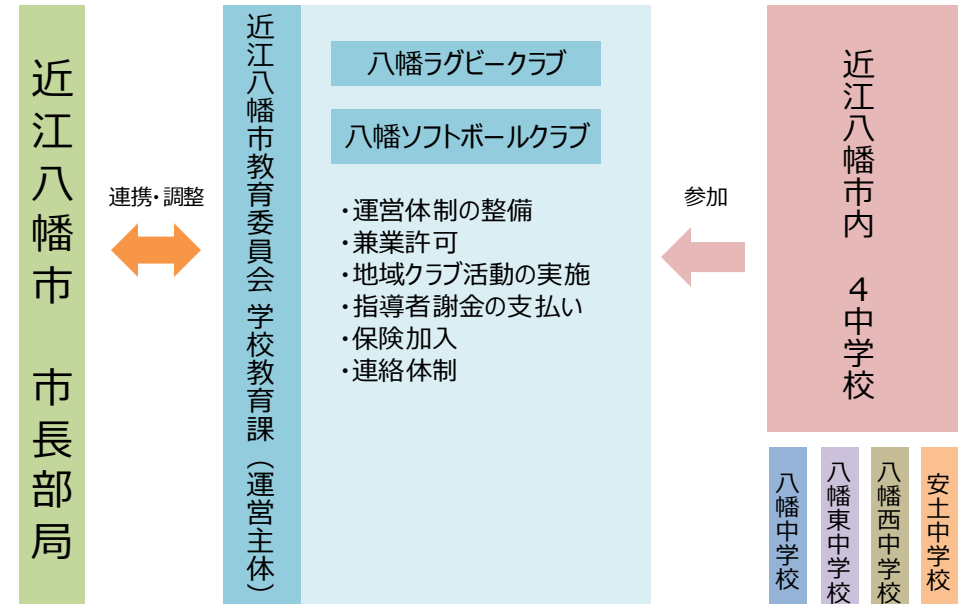 近江八幡市　市長部局
連携・調整
近江八幡市教育委員会 学校教育課（運営主体）
八幡ラグビークラブ
八幡ソフトボールクラブ
・運営体制の整備
・兼業許可
・地域クラブ活動の実施
・指導者謝金の支払い
・保険加入
・連絡体制
参加
近江八幡市内　４中学校
八幡中学校
八幡東中学校
八幡西中学校
安土中学校